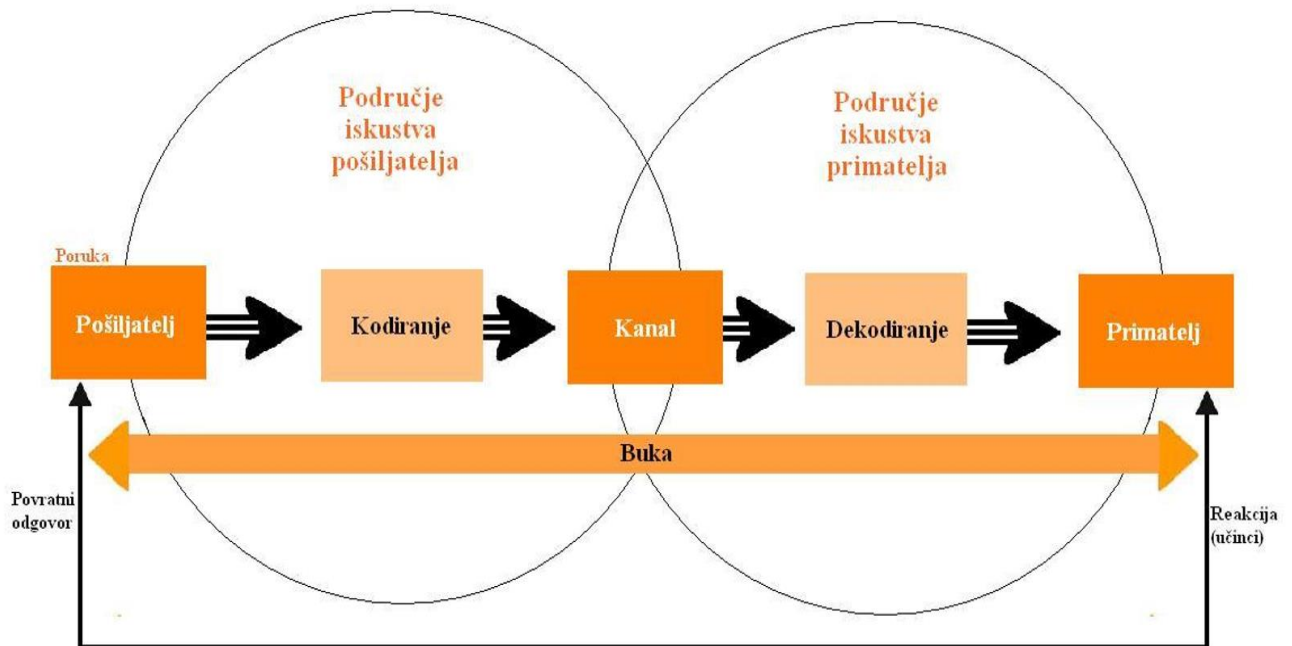 Područje
iskustva
pošiljatelja
Područje
iskustva
primatelja
Poruka
Pošiljatelj
Kodiranje
Kanal
Dekodiranje
Primatelj
Buka
Povratni
odgovor
Reakcija
(učinci)